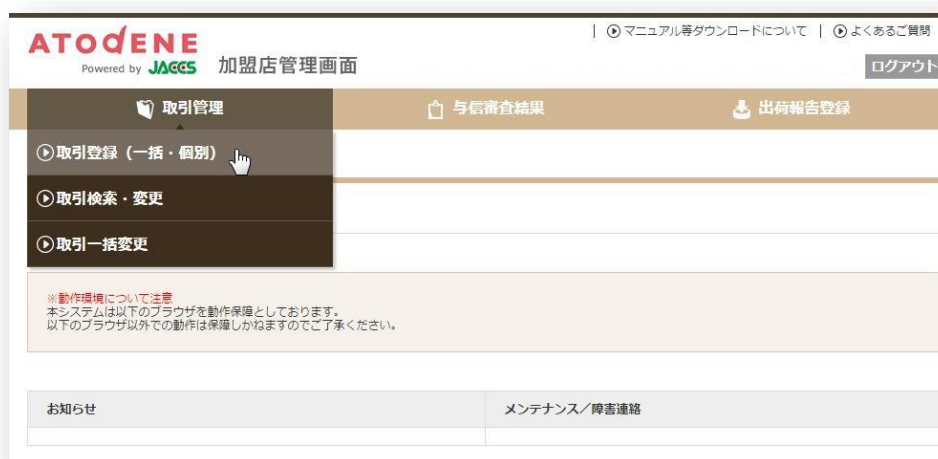 マニュアル等ダウンロードについて | よくあるご質問
ATODENE
Powered by JACCS 加盟店管理画面
ログアウト
取引管理 与信審査結果 出荷報告登録
取引登録(一括・個別)
取引検索・変更
取引一括変更
※動作環境について注意
本システムは以下のブラウザを動作保障としております。
以下のブラウザ以外での動作は保障しかねますのでご了承ください。
お知らせ メンテナンス/障害連絡